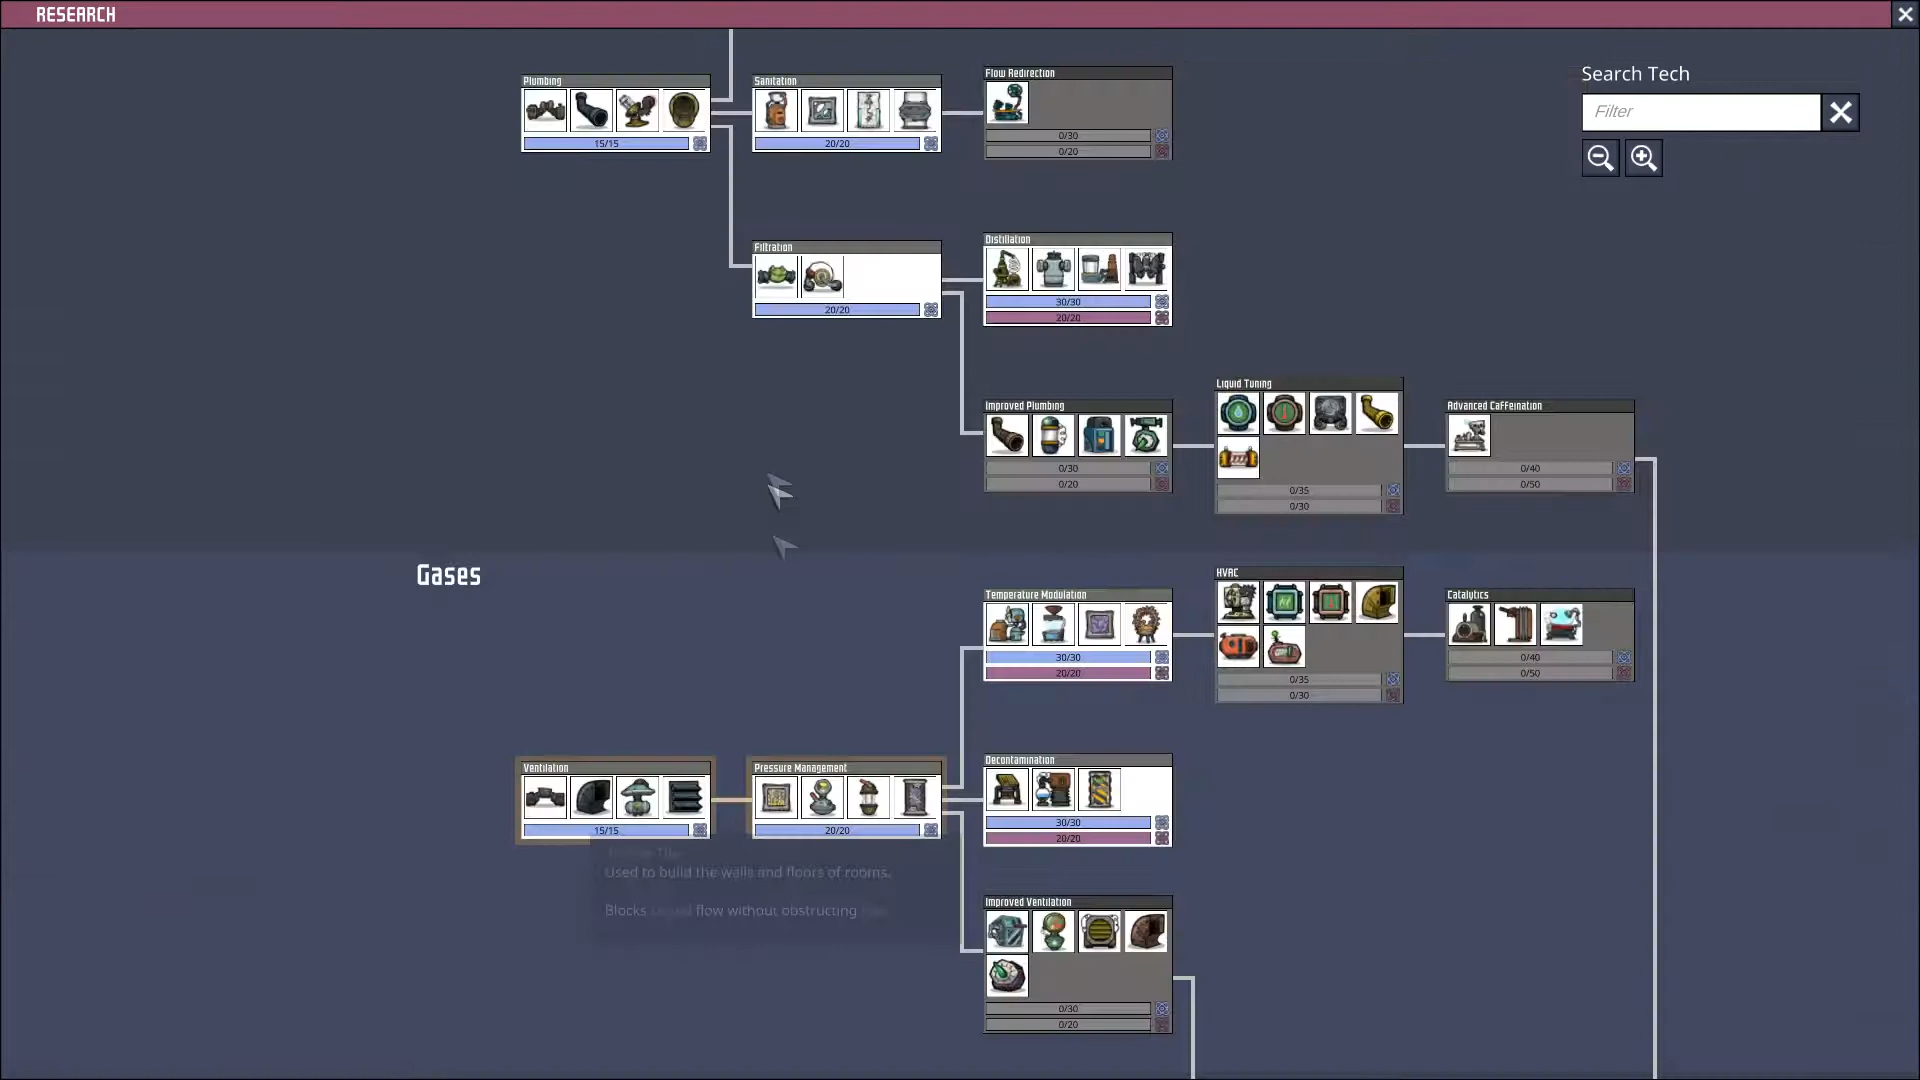 RESEARCH
Search Tech
Filter
Plumbing
15/15
Sanitation
20/20
Flow Redirection
0/30
0/20
Filtration
20/20
Distillation
30/30
20/20
Improved Plumbing
0/30
0/20
Liquid Tuning
0/35
0/30
Advanced Caffeination
0/40
0/50
Gases
Temperature Modulation
30/30
20/20
HVAC
0/35
0/30
Catalytics
0/40
0/50
Ventilation
15/15
Pressure Management
20/20
Decontamination
30/30
20/20
Used to build the walls and floors of rooms.
Blocks flow without obstructing
Improved Ventilation
0/30
0/20